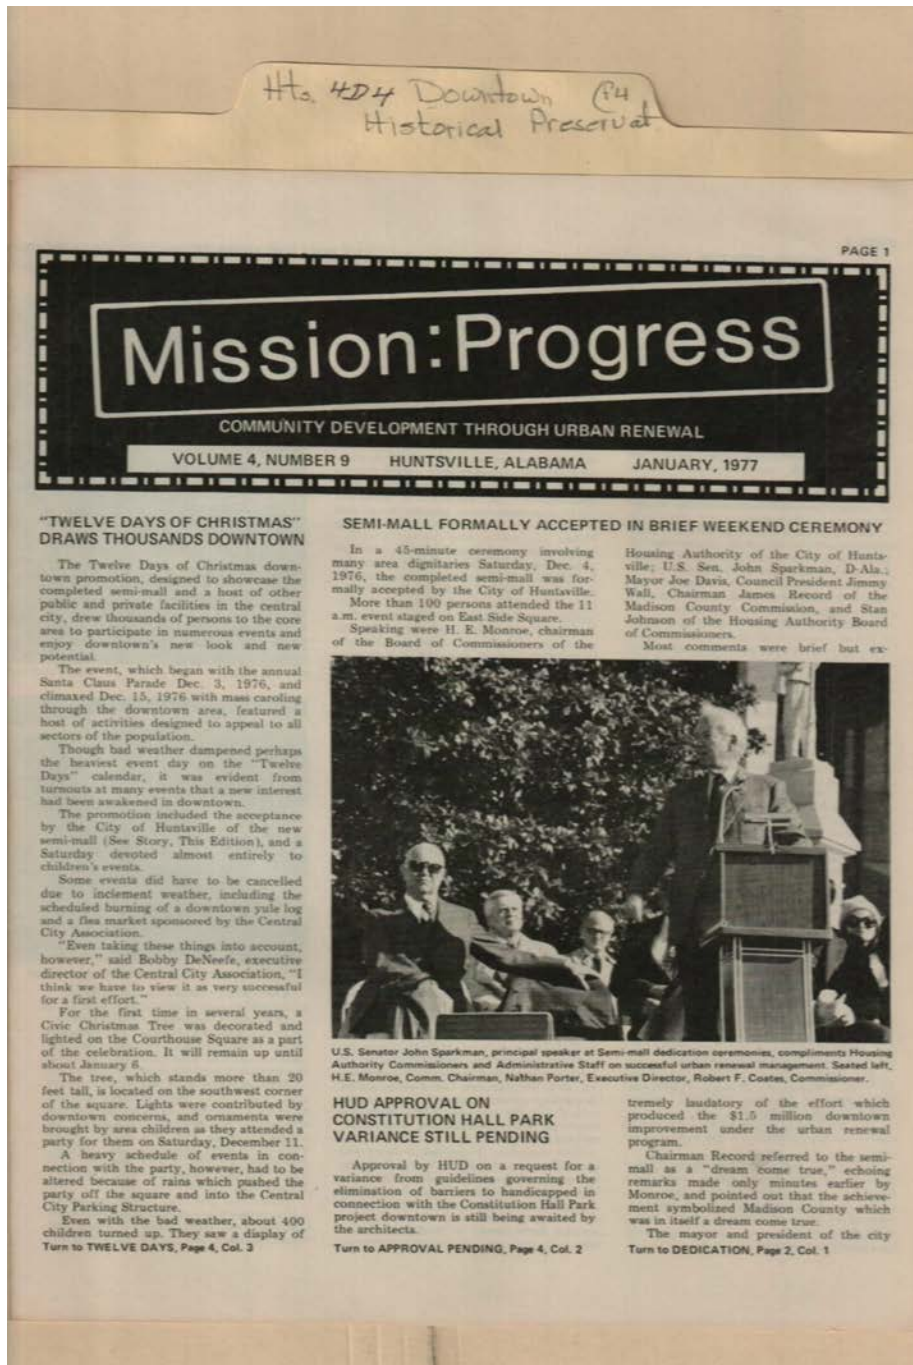 Hts. 4D4 Downtown P4
Historical Preservat
PAGE 1
Mission:Progress
COMMUNITY DEVELOPMENT THROUGH URBAN RENEWAL
VOLUME 4, NUMBER 9 HUNTSVILLE, ALABAMA JANUARY, 1977
"TWELVE DAYS OF CHRISTMAS"
DRAWS THOUSANDS DOWNTOWN
The Twelve Days of Christmas down-
town promotion, designed to showcase the
completed semi-mall and a host of other
public and private facilities in the central
city, drew thousands of persons to the core
area to participate in numerous events and
enjoy downtown's new look and new
potential.
The event, which began with the annual
Santa Claus Parade Dec. 3, 1976, and
climaxed Dec. 15, 1976 with mass caroling
through the downtown area, featured a
host of activities designed to appeal to all
sectors of the population.
Though bad weather dampened perhaps
the heaviest event day on the "Twelve
Days" calendar, it was evident from
turnouts at many events that a new interest
had been awakened in downtown.
The promotion included the acceptance
by the City of Huntsville of the new
semi-mall (See Story, This Edition), and a
Saturday devoted almost entirely to
children's events.
Some events did have to be cancelled
due to inclement weather, including the
scheduled burning of a downtown yule log
and a flea market sponsored by the Central
City Association.
"Even taking these things into account,
however," said Bobby DeNeefe, executive
director of the Central City Association, "I
think we have to view it as very successful
for a first effort."
For the first time in several years, a
Civic Christmas Tree was decorated and
lighted on the Courthouse Square as a part
of the celebration. It will remain up until
about January 6.
The tree, which stands more than 20
feet tall, is located on the southwest corner
of the square. Lights were contributed by
downtown concerns, and ornaments were
brought by area children as they attended a
party for them on Saturday, December 11.
A heavy schedule of events in con-
nection with the party, however, had to be
altered because of rains which pushed the
party off the square and into the Central
City Parking Structure.
Even with the bad weather, about 400
children turned up. They saw a display of
Turn to TWELVE DAYS, Page 4, Col. 3
SEMI-MALL FORMALLY ACCEPTED IN BRIEF WEEKEND CEREMONY
In a 45-minute ceremony involving
many area dignitaries Saturday, Dec. 4,
1976, the completed semi-mall was for-
mally accepted by the City of Huntsville.
More than 100 persons attended the 11
a.m. event staged on East Side Square.
Speaking were H. E. Monroe, chairman
of the Board of Commissioners of the
Housing Authority of the City of Hunts-
ville; U.S. Sen. John Sparkman, D-Ala.;
Mayor Joe Davis, Council President Jimmy
Wall, Chairman James Record of the
Madison County Commission, and Stan
Johnson of the Housing Authority Board
of Commissioners.
Most comments were brief but ex-
U.S. Senator John Sparkman, principal speaker at Semi-mall dedication ceremonies, compliments Housing
Authority Commissioners and Administrative Staff on successful urban renewal management. Seated left,
H.E. Monroe, Comm. Chairman, Nathan Porter, Executive Director, Robert F. Coates, Commissioner.
HUD APPROVAL ON
CONSTITUTION HALL PARK
VARIANCE STILL PENDING
Approval by HUD on a request for a
variance from guidelines governing the
elimination of barriers to handicapped in
connection with the Constitution Hall Park
project downtown is still being awaited by
the architects.
Turn to APPROVAL PENDING, Page 4, Col. 2
tremely laudatory of the effort which
produced the $1.5 million downtown
improvement under the urban renewal
program.
Chairman Record referred to the semi-
mall as a "dream come true," echoing
remarks made only minutes earlier by
Monroe, and pointed out that the achieve-
ment symbolized Madison County which
was in itself a dream come true.
The mayor and president of the city
Turn to DEDICATION, Page 2, Col. 1